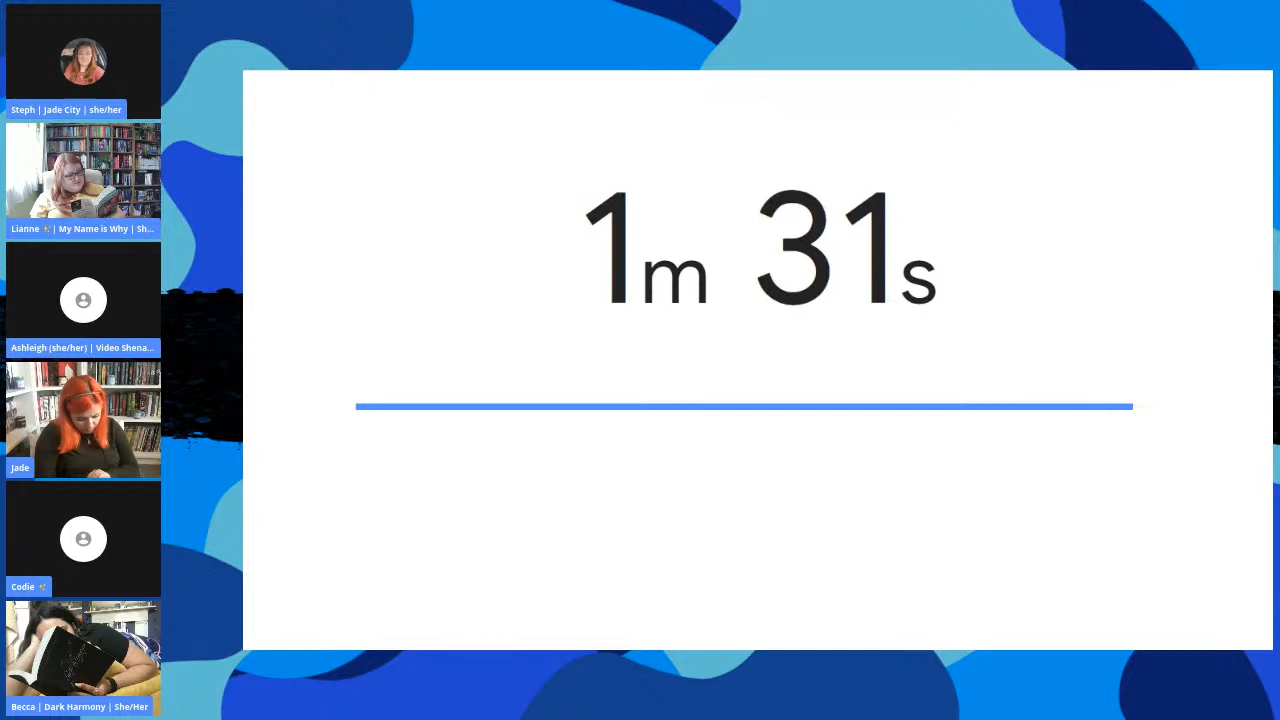 Steph | Jade City | she/her
Lianne ✨ | My Name is Why | Sh...
Ashleigh (she/her) | Video Shena...
Jade
Codie ✨
Becca | Dark Harmony | She/Her
1m 31s